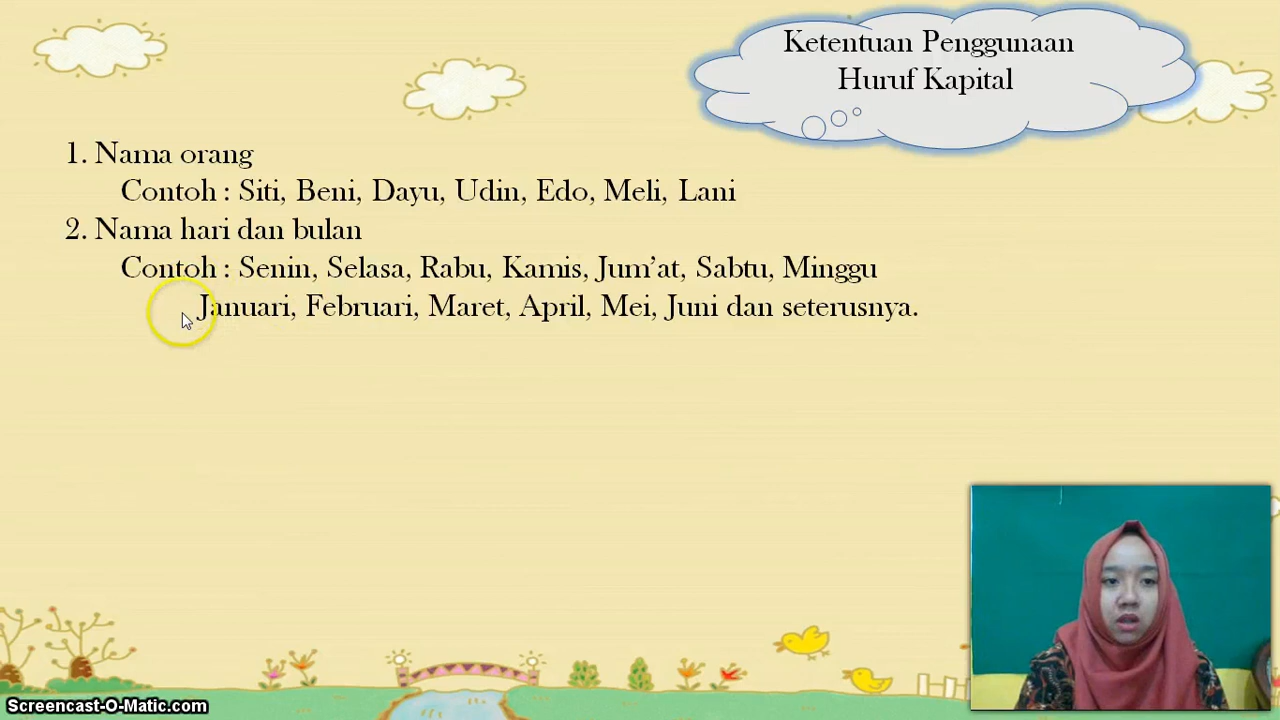 Ketentuan Penggunaan
Huruf Kapital
1. Nama orang
Contoh : Siti, Beni, Dayu, Udin, Edo, Meli, Lani
2. Nama hari dan bulan
Contoh : Senin, Selasa, Rabu, Kamis, Jum’at, Sabtu, Minggu
Januari, Februari, Maret, April, Mei, Juni dan seterusnya.
Screencast-O-Matic.com